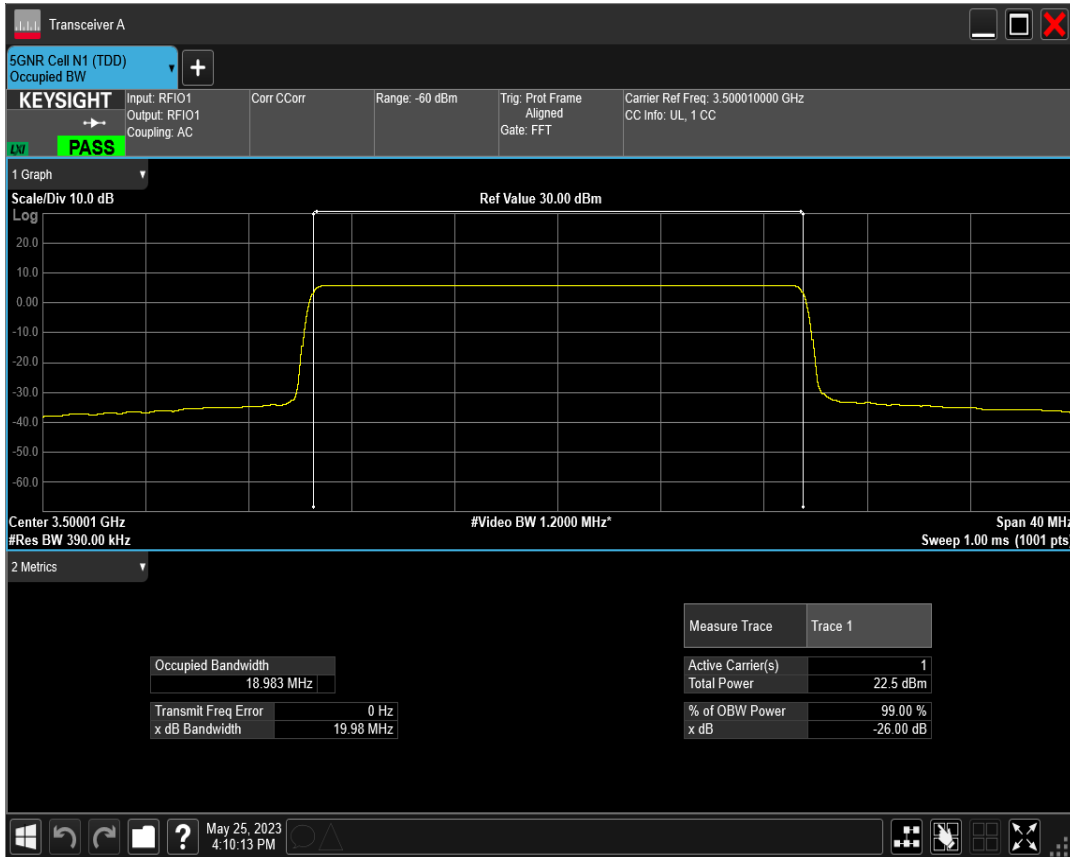 Transceiver A
5GNR Cell N1 (TDD)
Occupied BW
+
KEYSIGHT
LXI
PASS
Input: RFIO1
Output: RFIO1
Coupling: AC
Corr CCorr
Range: -60 dBm
Trig: Prot Frame
Aligned
Gate: FFT
Carrier Ref Freq: 3.500010000 GHz
CC Info: UL, 1 CC
1 Graph
Scale/Div 10.0 dB
Ref Value 30.00 dBm
Log
20.0
10.0
0.00
-10.0
-20.0
-30.0
-40.0
-50.0
-60.0
Center 3.50001 GHz
#Video BW 1.2000 MHz*
Span 40 MHz
#Res BW 390.00 kHz
Sweep 1.00 ms (1001 pts)
2 Metrics
Measure Trace
Trace 1
Occupied Bandwidth
18.983 MHz
Active Carrier(s) 1
Total Power 22.5 dBm
Transmit Freq Error 0 Hz
x dB Bandwidth 19.98 MHz
% of OBW Power 99.00 %
x dB -26.00 dB
?
May 25, 2023
4:10:13 PM